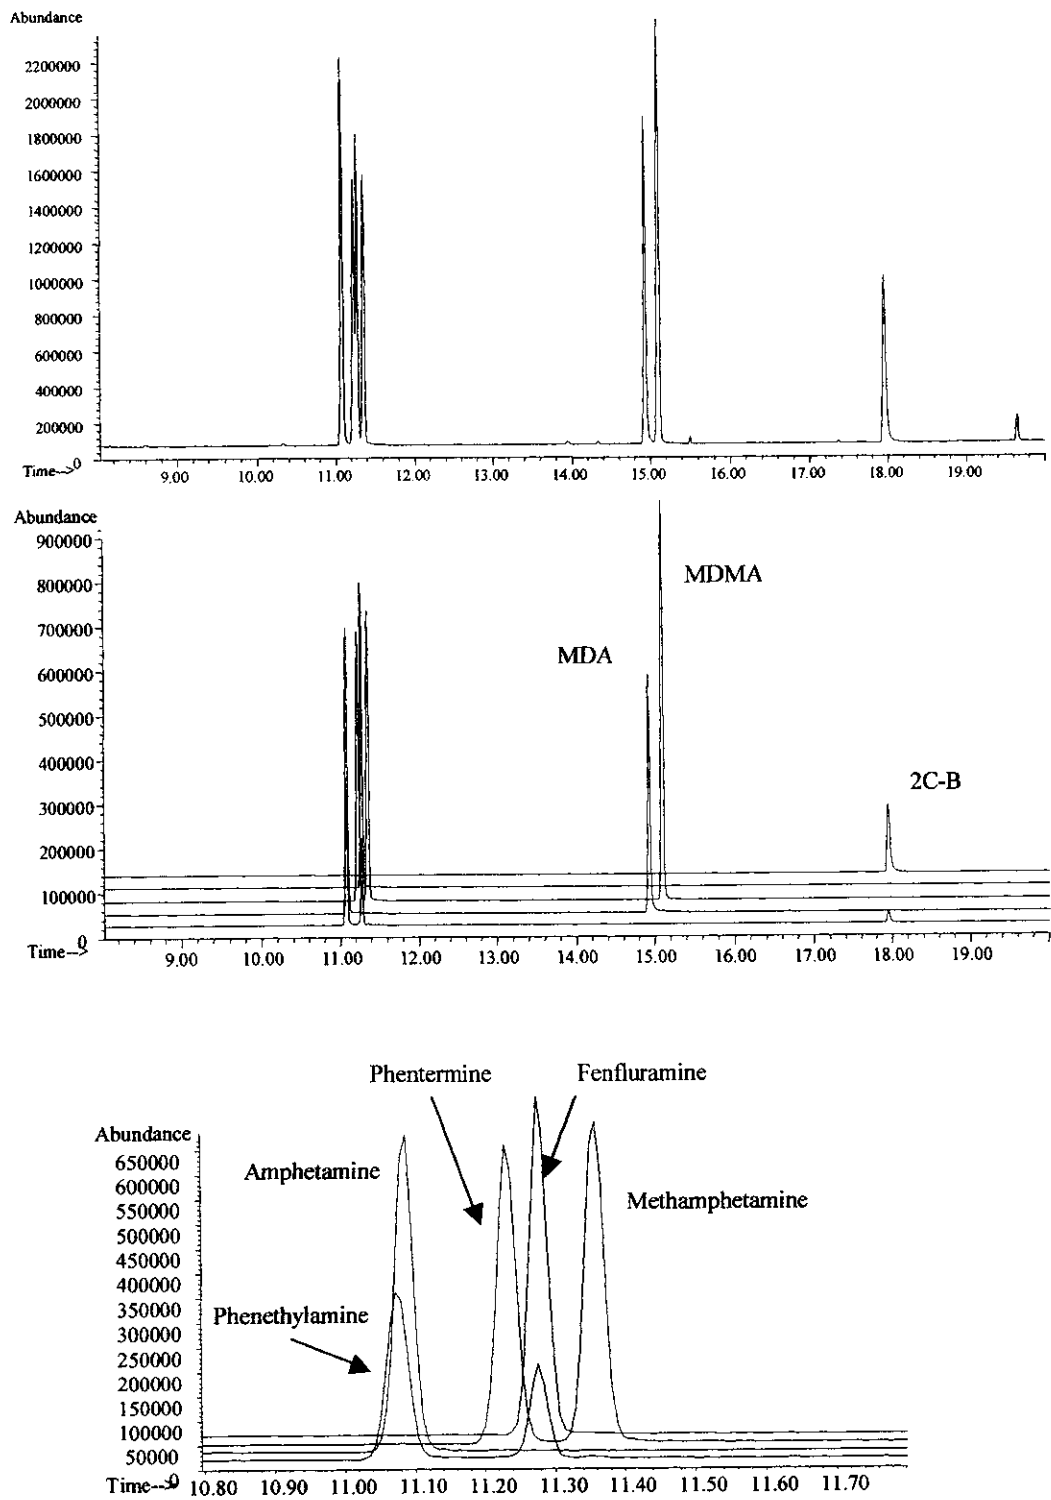 Abundance
2200000
2000000
1800000
1600000
1400000
1200000
1000000
800000
600000
400000
200000
0
Time-->
9.00 10.00 11.00 12.00 13.00 14.00 15.00 16.00 17.00 18.00 19.00
Abundance
900000
800000
700000
600000
500000
400000
300000
200000
100000
0
MDMA
MDA
2C-B
Time-->
9.00 10.00 11.00 12.00 13.00 14.00 15.00 16.00 17.00 18.00 19.00
Phentermine Fenfluramine
Abundance
650000
600000
550000
500000
450000
400000
350000
300000
250000
200000
150000
100000
50000
0
Amphetamine
Methamphetamine
Phenethylamine
Time-->
10.80 10.90 11.00 11.10 11.20 11.30 11.40 11.50 11.60 11.70